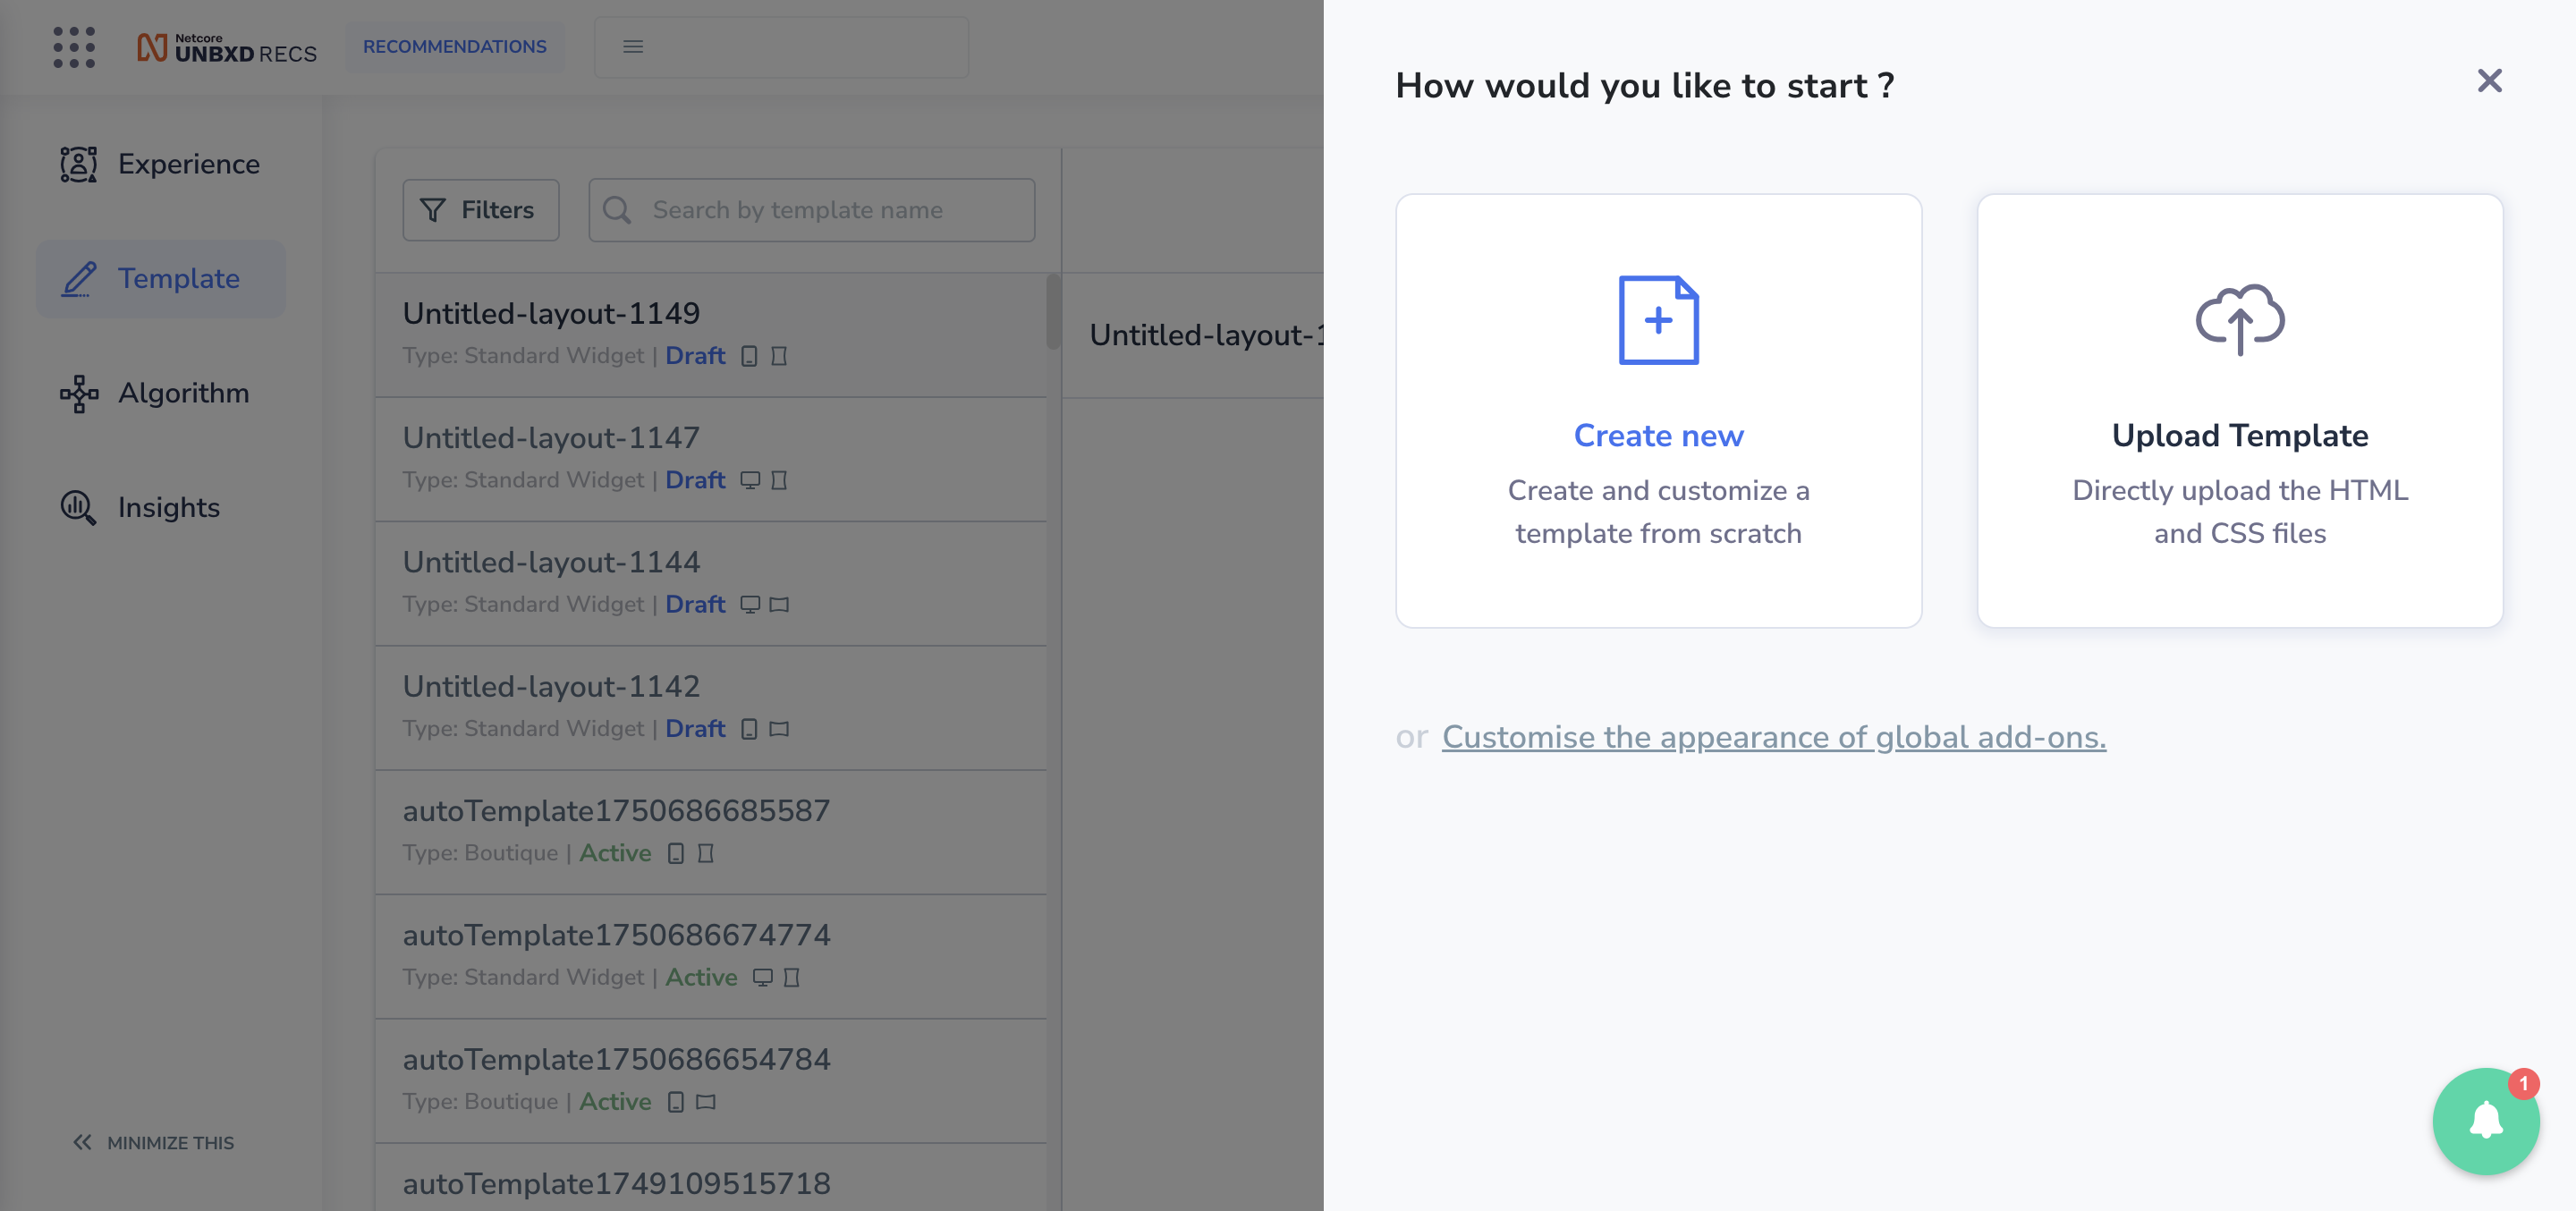 Netcore
UNBXD RECS
RECOMMENDATIONS
Experience
Template
Algorithm
Insights
MINIMIZE THIS
Filters
Search by template name
Untitled-layout-1149
Type: Standard Widget | Draft
Untitled-layout-1147
Type: Standard Widget | Draft
Untitled-layout-1144
Type: Standard Widget | Draft
Untitled-layout-1142
Type: Standard Widget | Draft
autoTemplate1750686685587
Type: Boutique | Active
autoTemplate1750686674774
Type: Standard Widget | Active
autoTemplate1750686654784
Type: Boutique | Active
autoTemplate1749109515718
Untitled-layout-1
How would you like to start ?
Create new
Create and customize a
template from scratch
Upload Template
Directly upload the HTML
and CSS files
or Customise the appearance of global add-ons.
1